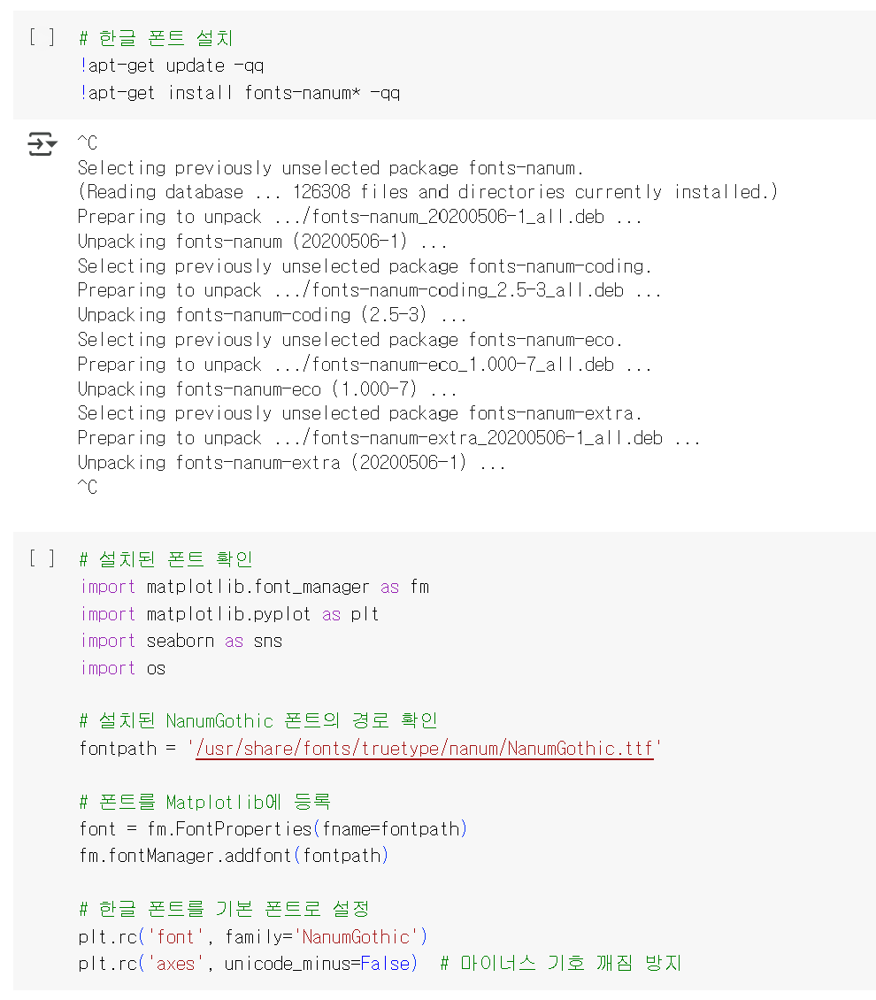 [ ] # 한글 폰트 설치
!apt-get update -qq
!apt-get install fonts-nanum* -qq
^C
Selecting previously unselected package fonts-nanum.
(Reading database ... 126308 files and directories currently installed.)
Preparing to unpack .../fonts-nanum_20200506-1_all.deb ...
Unpacking fonts-nanum (20200506-1) ...
Selecting previously unselected package fonts-nanum-coding.
Preparing to unpack .../fonts-nanum-coding_2.5-3_all.deb ...
Unpacking fonts-nanum-coding (2.5-3) ...
Selecting previously unselected package fonts-nanum-eco.
Preparing to unpack .../fonts-nanum-eco_1.000-7_all.deb ...
Unpacking fonts-nanum-eco (1.000-7) ...
Selecting previously unselected package fonts-nanum-extra.
Preparing to unpack .../fonts-nanum-extra_20200506-1_all.deb ...
Unpacking fonts-nanum-extra (20200506-1) ...
^C
[ ] # 설치된 폰트 확인
import matplotlib.font_manager as fm
import matplotlib.pyplot as plt
import seaborn as sns
import os
# 설치된 NanumGothic 폰트의 경로 확인
fontpath = '/usr/share/fonts/truetype/nanum/NanumGothic.ttf'
# 폰트를 Matplotlib에 등록
font = fm.FontProperties(fname=fontpath)
fm.fontManager.addfont(fontpath)
# 한글 폰트를 기본 폰트로 설정
plt.rc('font', family='NanumGothic')
plt.rc('axes', unicode_minus=False)  # 마이너스 기호 깨짐 방지